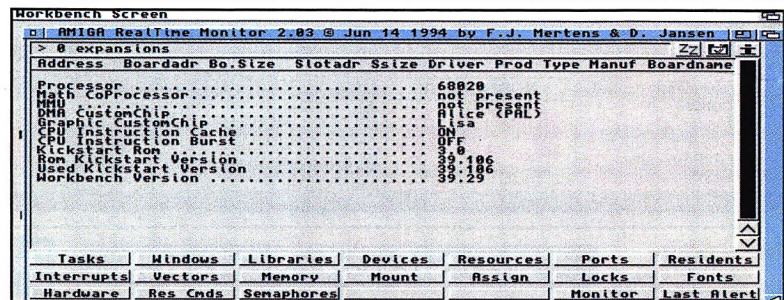 Workbench Screen
AMIGA RealTime Monitor 2.03 © Jun 14 1994 by F.J. Mertens & D. Jansen
> 0 expansions
Address Boardadr Bo.Size Slotadr Ssize Driver Prod Type Manuf Boardname
Processor.................................. 68020
Math Coprocessor........................... not present
MMU........................................ not present
DMA CustomChip............................. Alice (PAL)
Graphic CustomChip......................... Lisa
CPU Instruction Cache...................... ON
CPU Instruction Burst...................... OFF
Kickstart Rom.............................. 3.0
Rom Kickstart Version...................... 39.106
Used Kickstart Version..................... 39.106
Workbench Version.......................... 39.29
Tasks Windows Libraries Devices Resources Ports Residents
Interrupts Vectors Memory Mount Assign Locks Fonts
Hardware Res Cmds Semaphores Monitor Last Alert